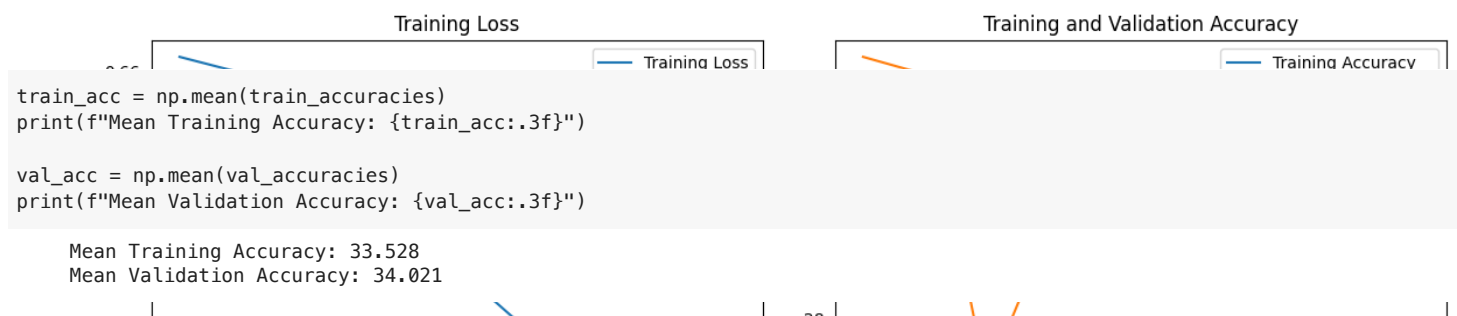 Training Loss
Training and Validation Accuracy
Training Loss
Training Accuracy
train_acc = np.mean(train_accuracies)
print(f"Mean Training Accuracy: {train_acc:.3f}")
val_acc = np.mean(val_accuracies)
print(f"Mean Validation Accuracy: {val_acc:.3f}")
Mean Training Accuracy: 33.528
Mean Validation Accuracy: 34.021